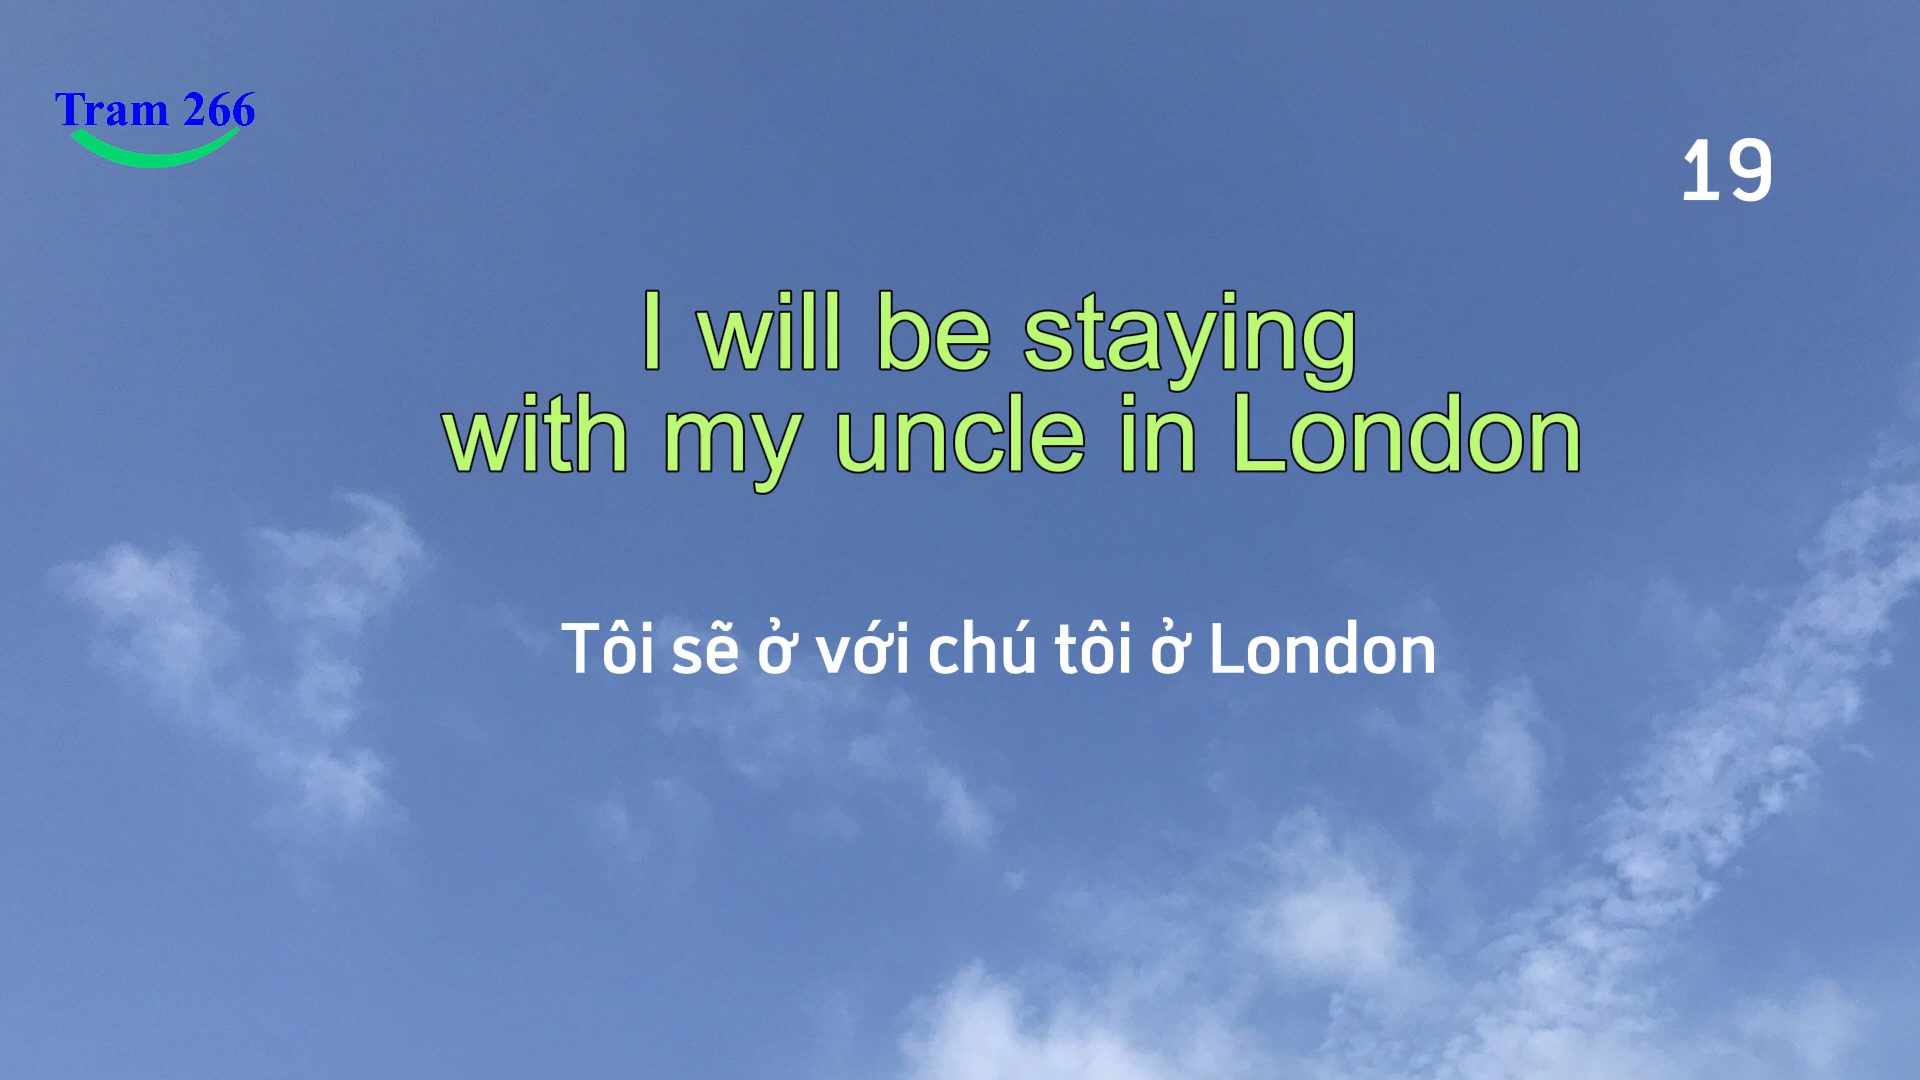 Tram 266
19
I will be staying
with my uncle in London
Tôi sẽ ở với chú tôi ở London